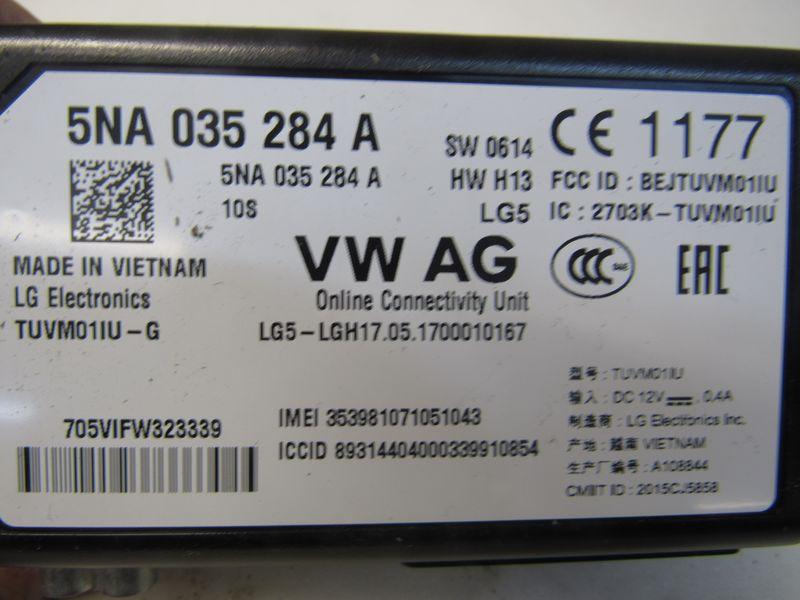 5NA 035 284 A
5NA 035 284 A
10S
SW 0614
HW H13
LG5
CE 1177
FCC ID : BEJTUVM01IU
IC : 2703K-TUVM01IU
MADE IN VIETNAM
LG Electronics
TUVM01IU-G
VW AG
Online Connectivity Unit
LG5-LGH17.05.1700010167
CCC S&E
EAC
705VIFW323339
IMEI 353981071051043
ICCID 89314404000339910854
型号 : TUVM01IU
输入 : DC 12V, 0.4A
制造商 : LG Electronics Inc.
产地 : 越南 VIETNAM
生产厂编号 : A108844
CMIIT ID : 2015CJ5858